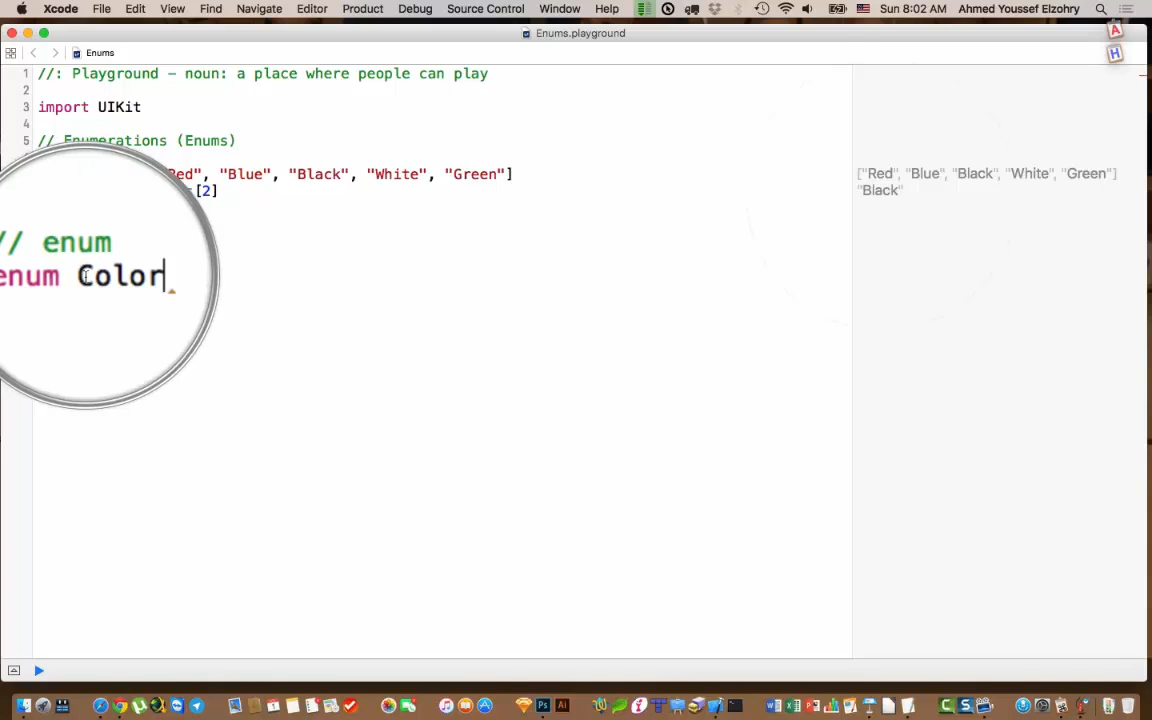 Xcode File Edit View Find Navigate Editor Product Debug Source Control Window Help Sun 8:02 AM Ahmed Youssef Elzohry
Enums.playground
A
H
Enums
1 //: Playground – noun: a place where people can play
2
3 import UIKit
4
5 // Enumerations (Enums)
Red", "Blue", "Black", "White", "Green"]
[2]
["Red", "Blue", "Black", "White", "Green"]
"Black"
// enum
enum Color